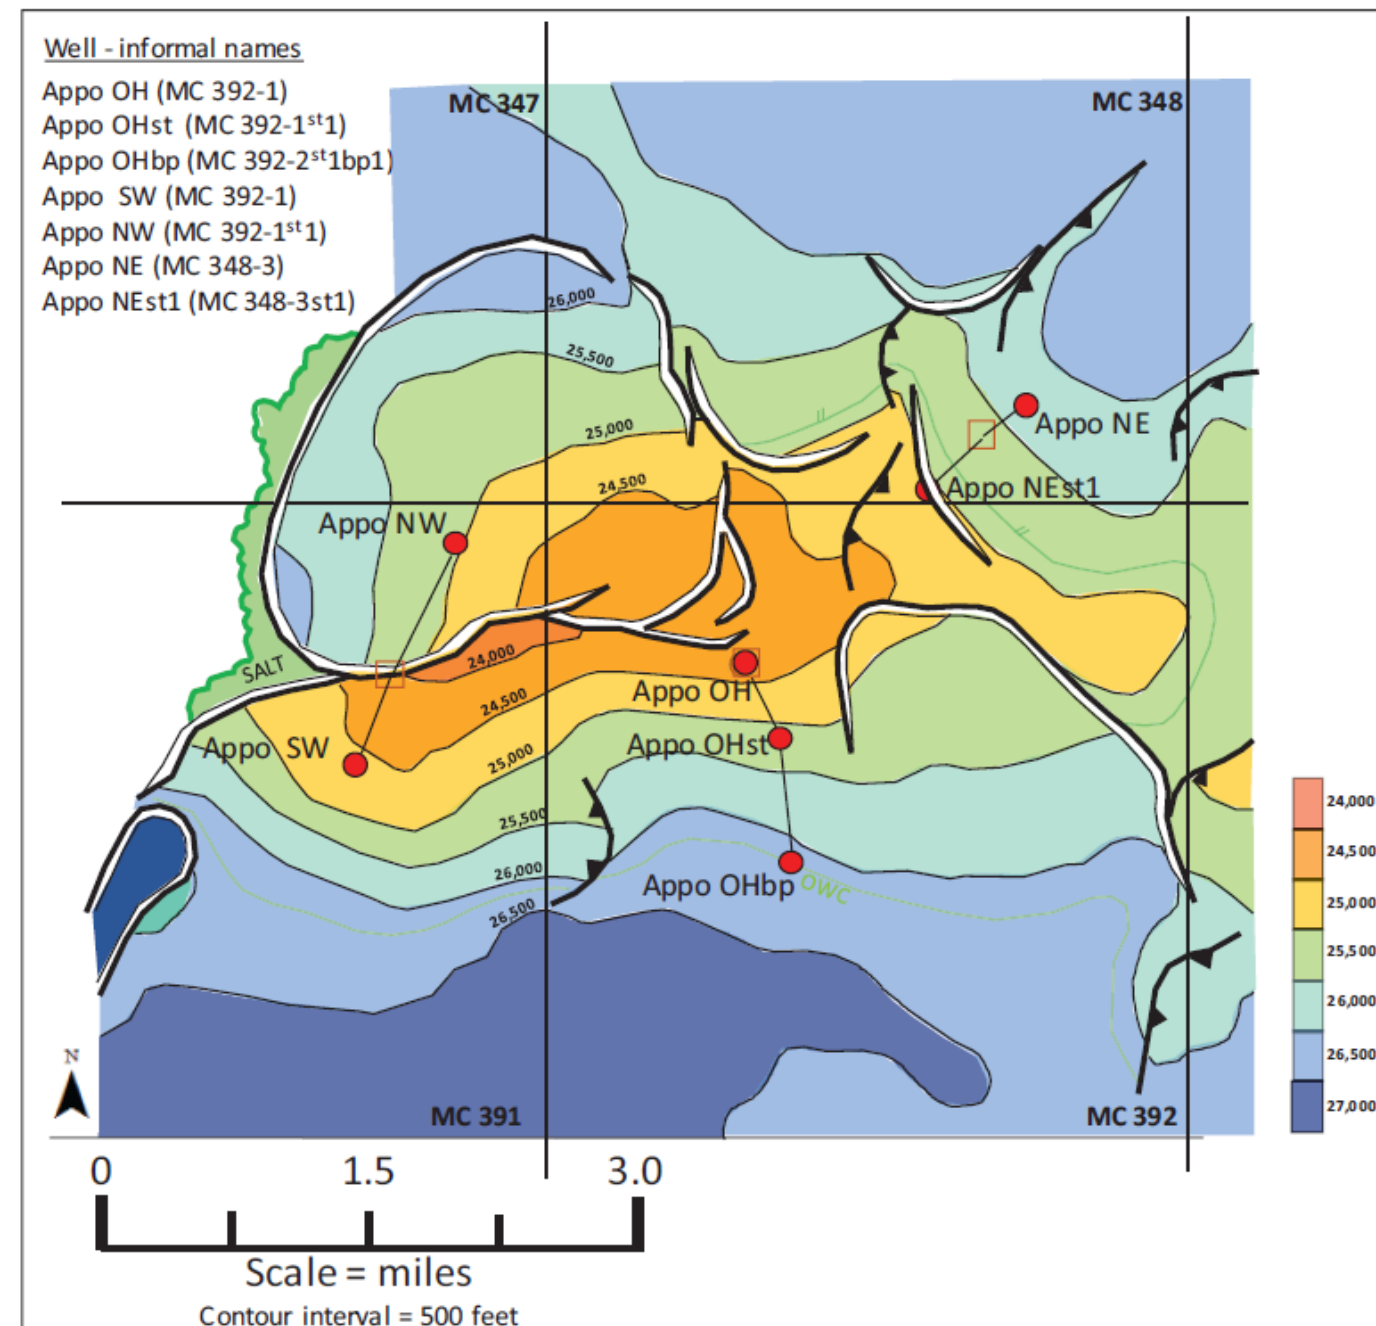 Well - informal names
Appo OH (MC 392-1)
Appo OHst (MC 392-1st1)
Appo OHbp (MC 392-2st1bp1)
Appo SW (MC 392-1)
Appo NW (MC 392-1st1)
Appo NE (MC 348-3)
Appo NEst1 (MC 348-3st1)
MC 347
MC 348
26,000
25,500
25,000
24,500
Appo NE
Appo NEst1
Appo NW
SALT
24,000
24,500
Appo OH
Appo SW
Appo OHst
25,000
25,500
26,000
Appo OHbp
OWC
26,500
24,000
24,500
25,000
25,500
26,000
26,500
27,000
N
MC 391
MC 392
0 1.5 3.0
Scale = miles
Contour interval = 500 feet